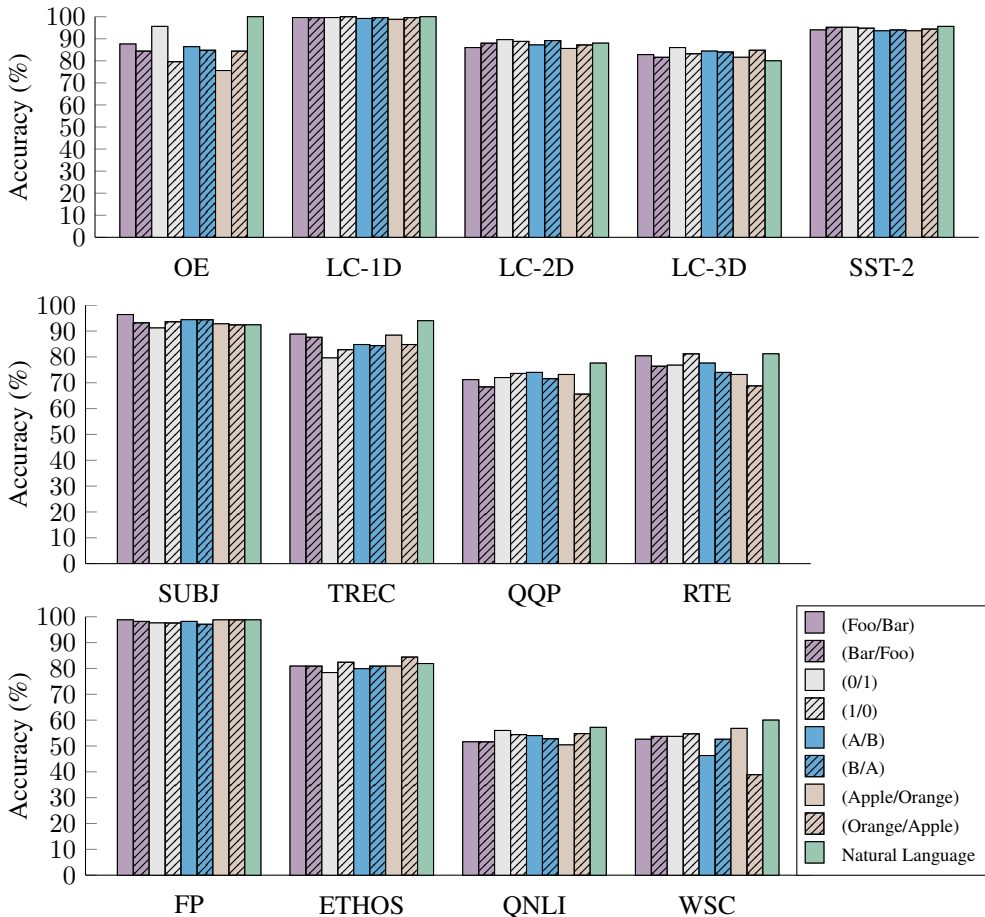 100
90
80
70
60
50
40
30
20
10
0
Accuracy (%)
OE LC-1D LC-2D LC-3D SST-2
100
90
80
70
60
50
40
30
20
10
0
Accuracy (%)
SUBJ TREC QQP RTE
100
90
80
70
60
50
40
30
20
10
0
Accuracy (%)
FP ETHOS QNLI WSC
(Foo/Bar)
(Bar/Foo)
(0/1)
(1/0)
(A/B)
(B/A)
(Apple/Orange)
(Orange/Apple)
Natural Language